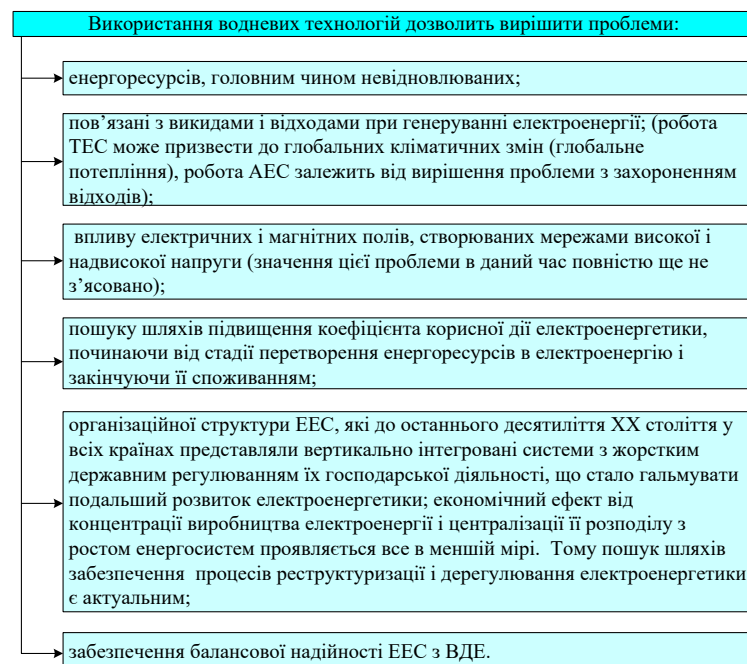 Використання водневих технологій дозволить вирішити проблеми:
енергоресурсів, головним чином невідновлюваних;
пов’язані з викидами і відходами при генеруванні електроенергії; (робота
ТЕС може призвести до глобальних кліматичних змін (глобальне
потепління), робота АЕС залежить від вирішення проблеми з захороненням
відходів);
впливу електричних і магнітних полів, створюваних мережами високої і
надвисокої напруги (значення цієї проблеми в даний час повністю ще не
з’ясовано);
пошуку шляхів підвищення коефіцієнта корисної дії електроенергетики,
починаючи від стадії перетворення енергоресурсів в електроенергію і
закінчуючи її споживанням;
організаційної структури ЕЕС, які до останнього десятиліття ХХ століття у
всіх країнах представляли вертикально інтегровані системи з жорстким
державним регулюванням їх господарської діяльності, що стало гальмувати
подальший розвиток електроенергетики; економічний ефект від
концентрації виробництва електроенергії і централізації її розподілу з
ростом енергосистем проявляється все в меншій мірі. Тому пошук шляхів
забезпечення процесів реструктуризації і дерегулювання електроенергетики
є актуальним;
забезпечення балансової надійності ЕЕС з ВДЕ.